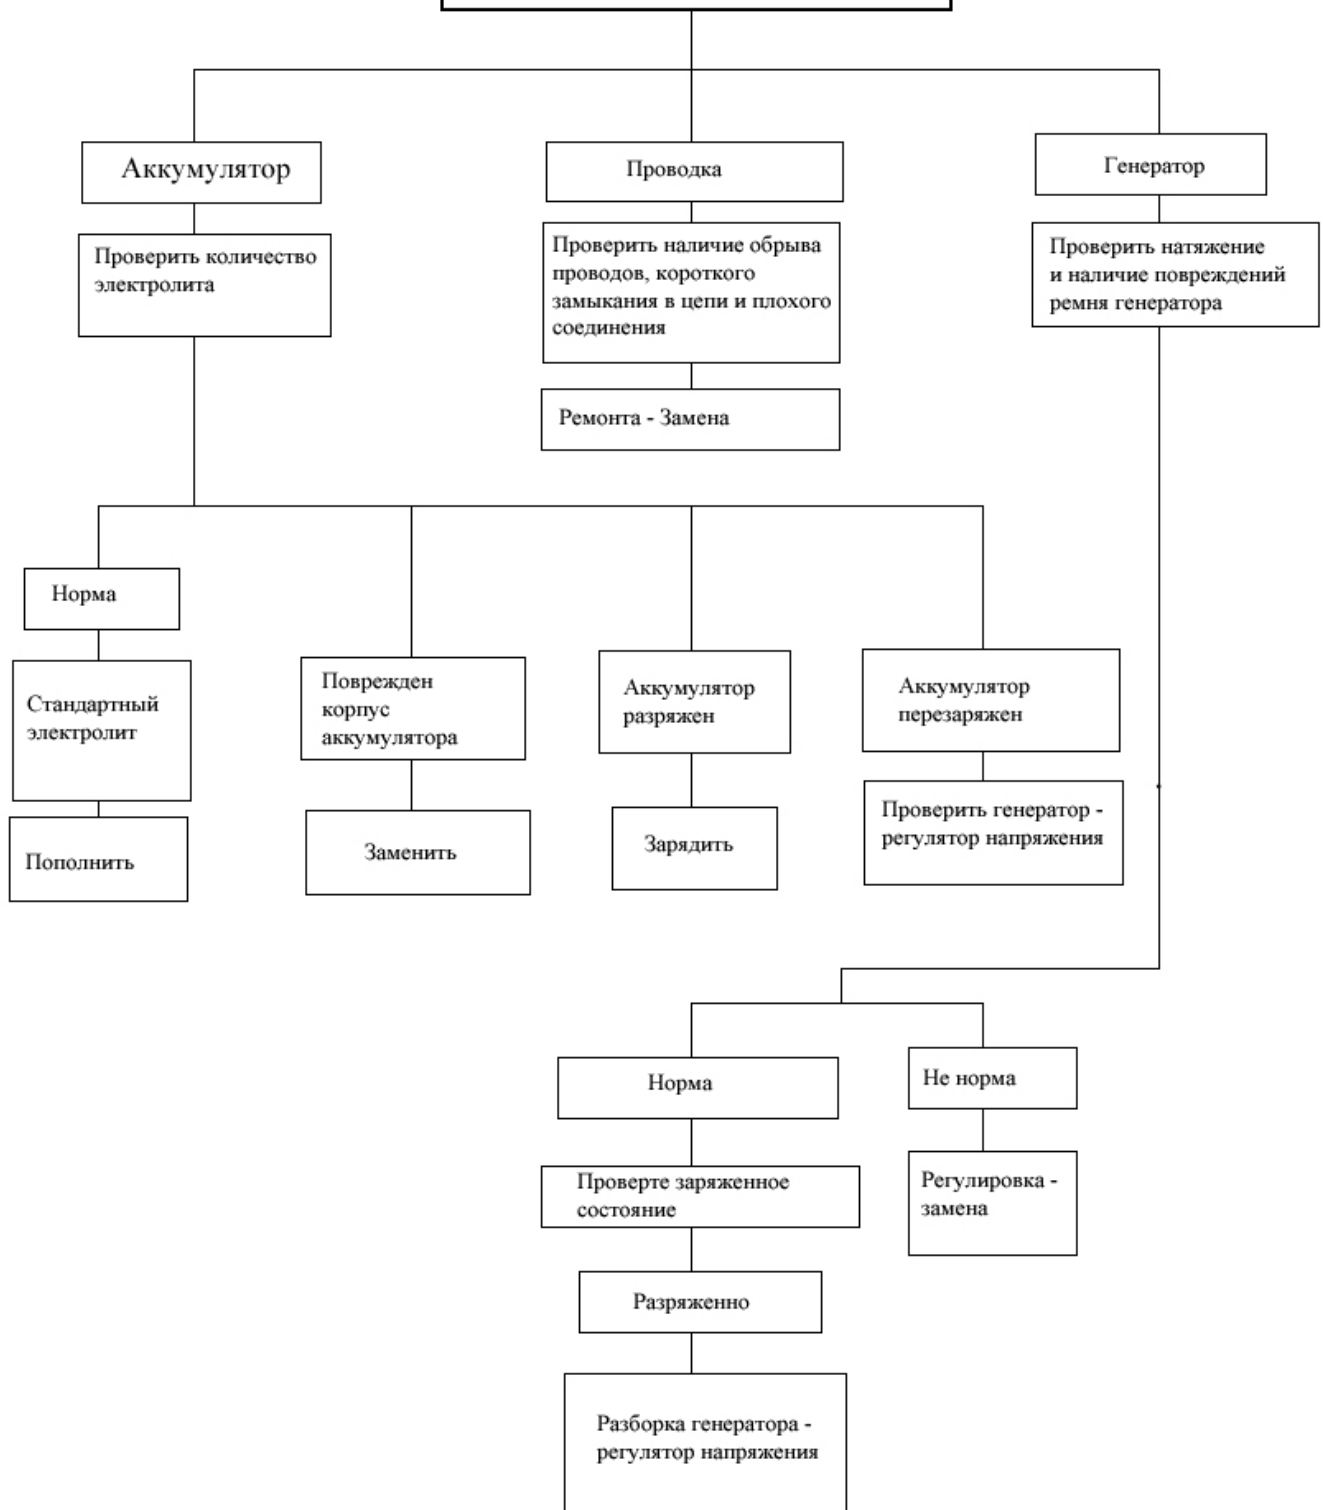 Аккумулятор
Проверить количество
электролита
Проводка
Проверить наличие обрыва
проводов, короткого
замыкания в цепи и плохого
соединения
Ремонта - Замена
Генератор
Проверить натяжение
и наличие повреждений
ремня генератора
Норма
Стандартный
электролит
Пополнить
Поврежден
корпус
аккумулятора
Заменить
Аккумулятор
разряжен
Зарядить
Аккумулятор
перезаряжен
Проверить генератор -
регулятор напряжения
Норма
Проверте заряженное
состояние
Разряженно
Разборка генератора -
регулятор напряжения
Не норма
Регулировка -
замена